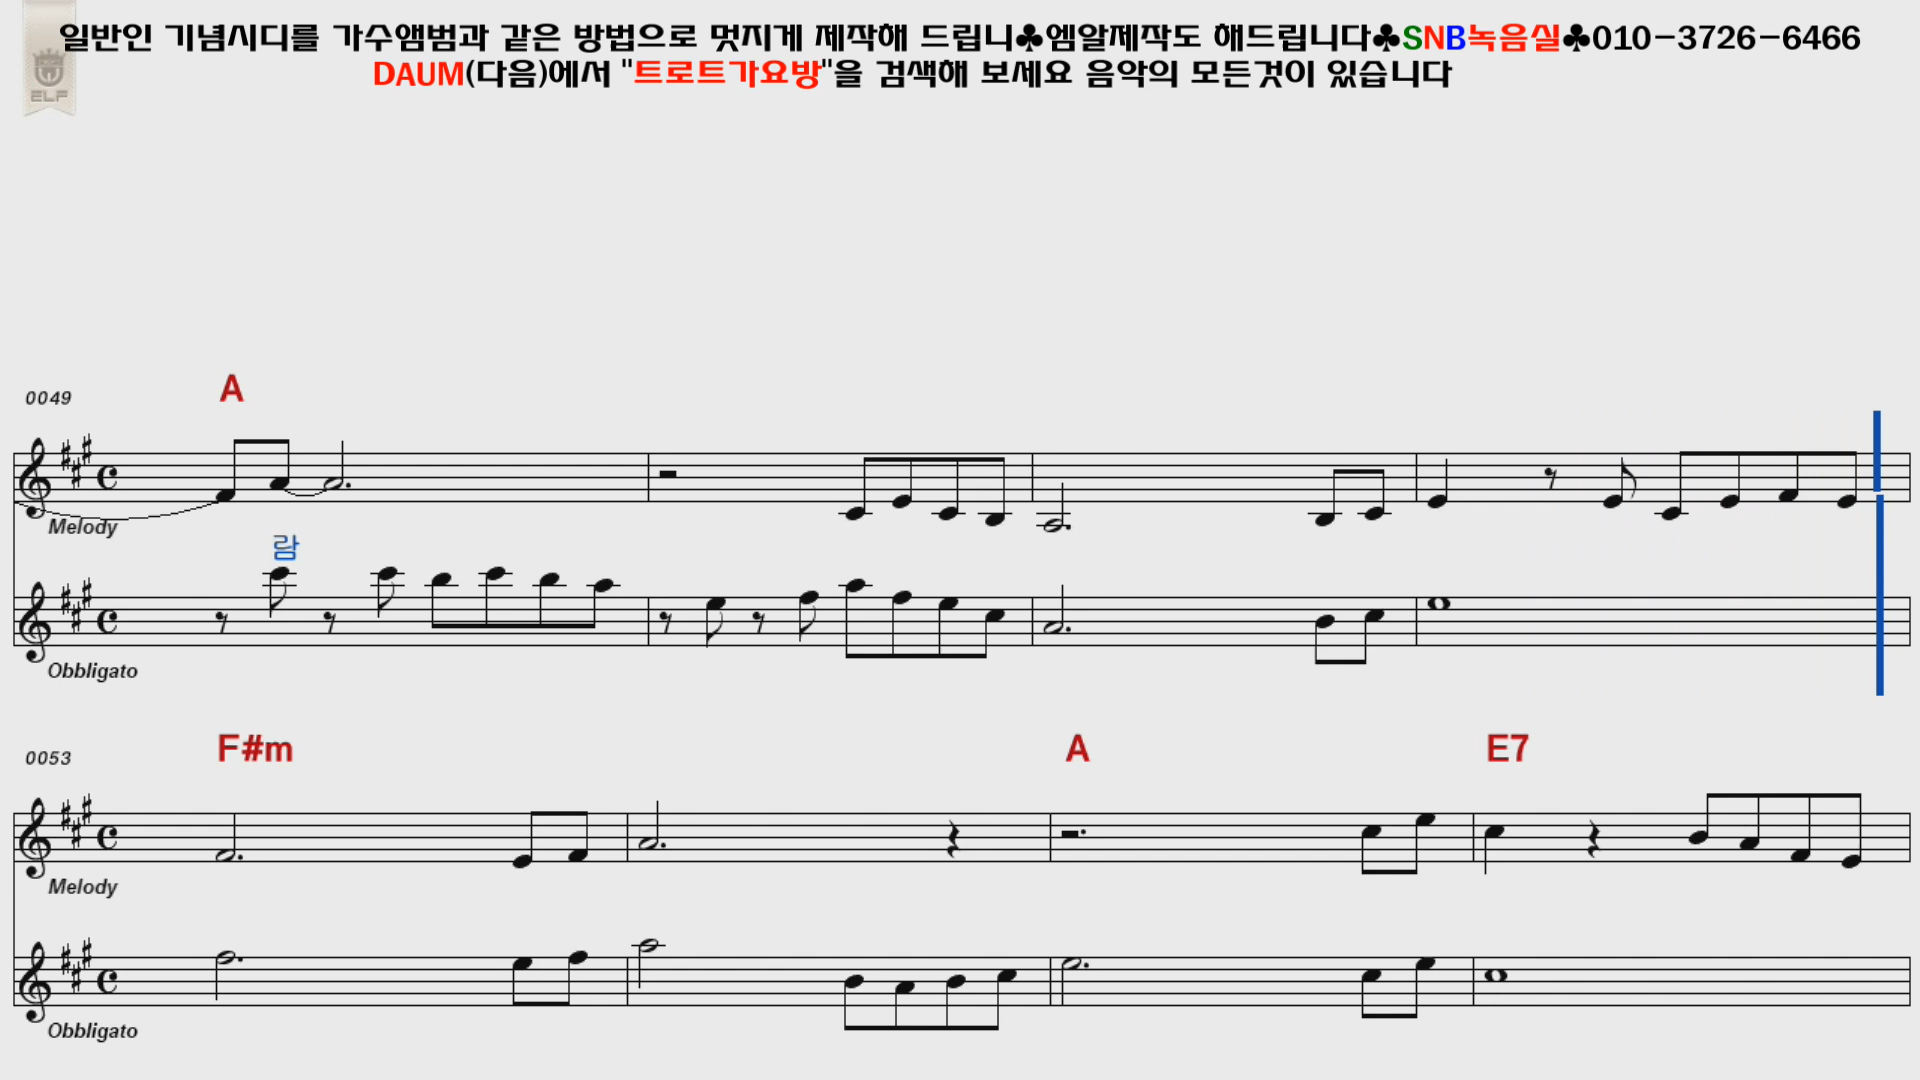 일반인 기념시디를 가수앨범과 같은 방법으로 멋지게 제작해 드립니♣엠알제작도 해드립니다♣SNB녹음실♣010-3726-6466
DAUM(다음)에서 "트로트가요방"을 검색해 보세요 음악의 모든것이 있습니다
ELF
A
0049
Melody
람
Obbligato
F#m A E7
0053
Melody
Obbligato